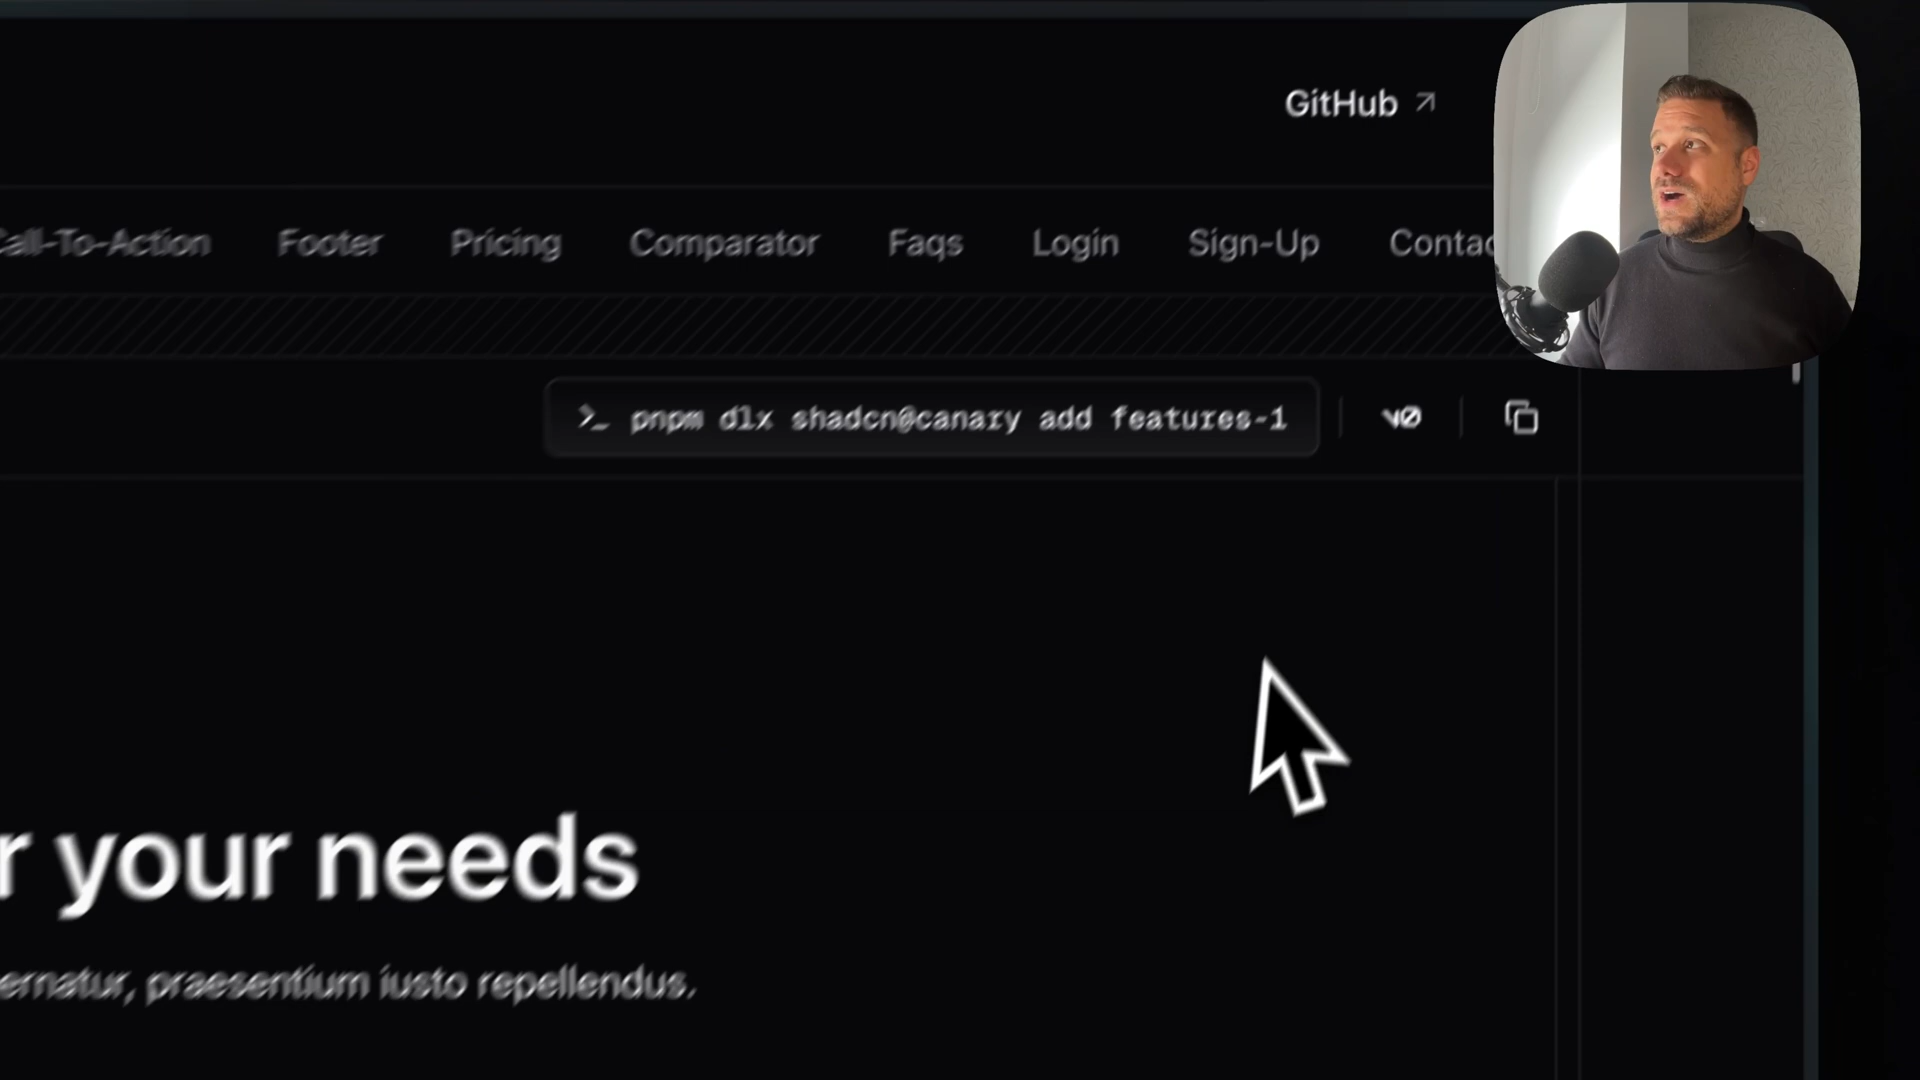 GitHub
Call-To-Action Footer Pricing Comparator Faqs Login Sign-Up
>_ pnpm dlx shadcn@canary add features-1 v0
your needs
praesentium iusto repellendus.